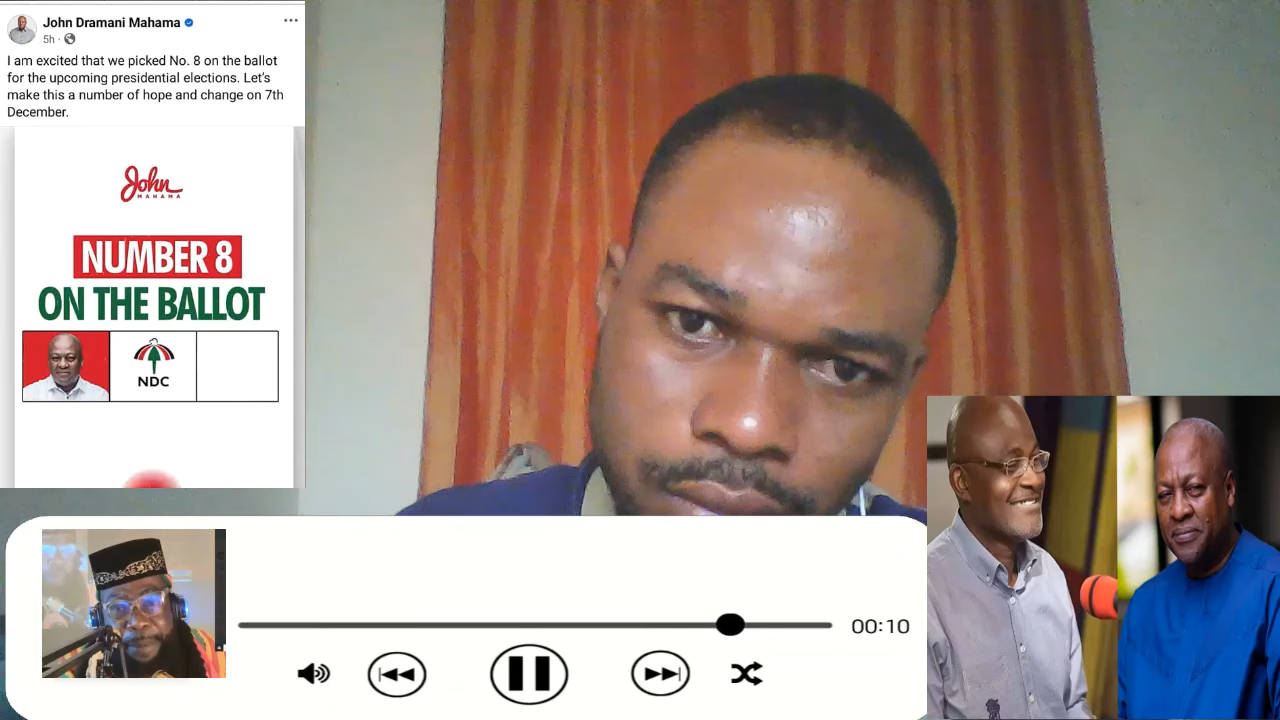 John Dramani Mahama
5h ·
I am excited that we picked No. 8 on the ballot
for the upcoming presidential elections. Let's
make this a number of hope and change on 7th
December.
John
MAHAMA
NUMBER 8
ON THE BALLOT
NDC
00:10